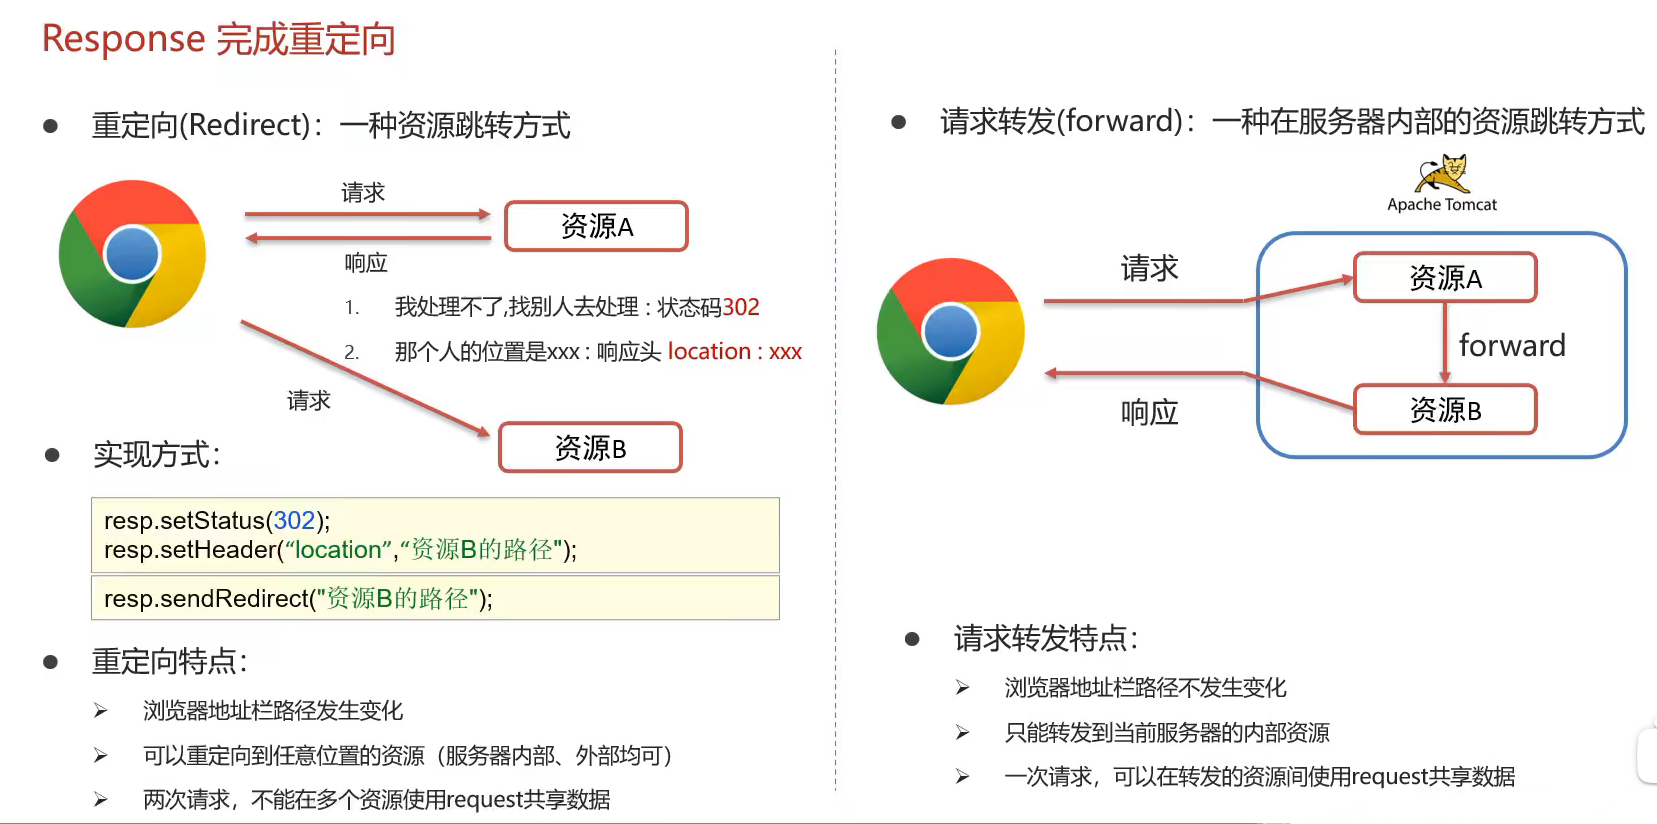 Response 完成重定向
重定向(Redirect)：一种资源跳转方式
请求
资源A
响应
1. 我处理不了,找别人去处理 : 状态码302
2. 那个人的位置是xxx : 响应头 location : xxx
请求
资源B
实现方式：
resp.setStatus(302);
resp.setHeader(“location”,“资源B的路径");
resp.sendRedirect("资源B的路径");
重定向特点：
浏览器地址栏路径发生变化
可以重定向到任意位置的资源（服务器内部、外部均可）
两次请求，不能在多个资源使用request共享数据
请求转发(forward)：一种在服务器内部的资源跳转方式
Apache Tomcat
请求
资源A
forward
资源B
响应
请求转发特点：
浏览器地址栏路径不发生变化
只能转发到当前服务器的内部资源
一次请求，可以在转发的资源间使用request共享数据